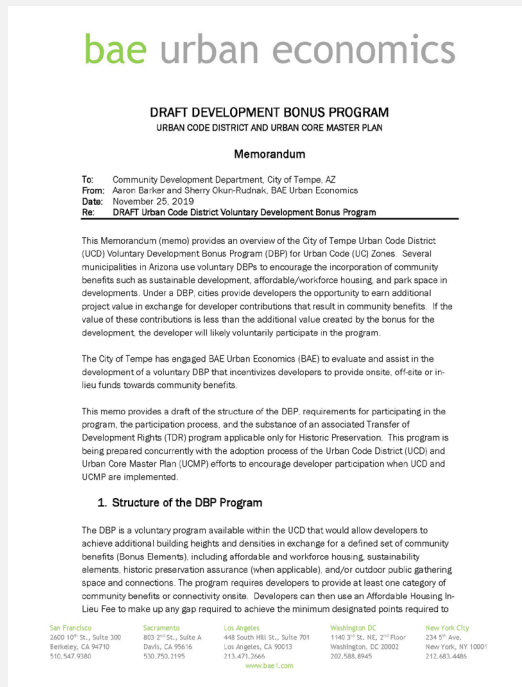 bae urban economics
DRAFT DEVELOPMENT BONUS PROGRAM
URBAN CODE DISTRICT AND URBAN CORE MASTER PLAN
Memorandum
To: Community Development Department, City of Tempe, AZ
From: Aaron Barker and Sherry Okun-Rudnak, BAE Urban Economics
Date: November 25, 2019
Re: DRAFT Urban Code District Voluntary Development Bonus Program
This Memorandum (memo) provides an overview of the City of Tempe Urban Code District
(UCD) Voluntary Development Bonus Program (DBP) for Urban Code (UC) Zones. Several
municipalities in Arizona use voluntary DBPs to encourage the incorporation of community
benefits such as sustainable development, affordable/workforce housing, and park space in
developments. Under a DBP, cities provide developers the opportunity to earn additional
project value in exchange for developer contributions that result in community benefits. If the
value of these contributions is less than the additional value created by the bonus for the
development, the developer will likely voluntarily participate in the program.
The City of Tempe has engaged BAE Urban Economics (BAE) to evaluate and assist in the
development of a voluntary DBP that incentivizes developers to provide onsite, off-site or in-
lieu funds towards community benefits.
This memo provides a draft of the structure of the DBP, requirements for participating in the
program, the participation process, and the substance of an associated Transfer of
Development Rights (TDR) program applicable only for Historic Preservation. This program is
being prepared concurrently with the adoption process of the Urban Code District (UCD) and
Urban Core Master Plan (UCMP) efforts to encourage developer participation when UCD and
UCMP are implemented.
1. Structure of the DBP Program
The DBP is a voluntary program available within the UCD that would allow developers to
achieve additional building heights and densities in exchange for a defined set of community
benefits (Bonus Elements), including affordable and workforce housing, sustainability
elements, historic preservation assurance (when applicable), and/or outdoor public gathering
space and connections. The program requires developers to provide at least one category of
community benefits or connectivity onsite. Developers can then use an Affordable Housing In-
Lieu Fee to make up any gap required to achieve the minimum designated points required to
San Francisco Sacramento Los Angeles Washington DC New York City
2600 10th St., Suite 300 803 2nd St., Suite A 448 South Hill St., Suite 701 1140 3rd St. NE, 2nd Floor 234 5th Ave.
Berkeley, CA 94710 Davis, CA 95616 Los Angeles, CA 90013 Washington, DC 20002 New York, NY 10001
510.547.9380 530.750.2195 213.471.2666 202.588.8945 212.683.4486
www.bae1.com